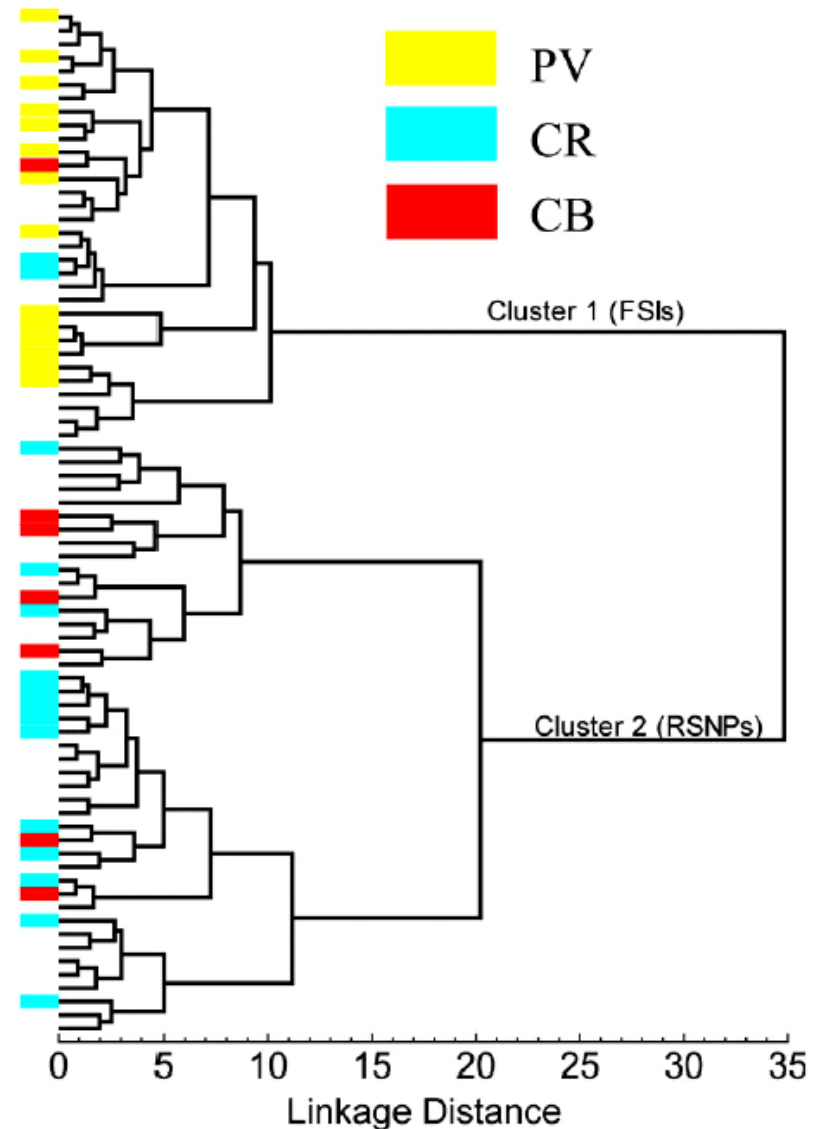 PV
CR
CB
Cluster 1 (FSIs)
Cluster 2 (RSNPs)
0 5 10 15 20 25 30 35
Linkage Distance